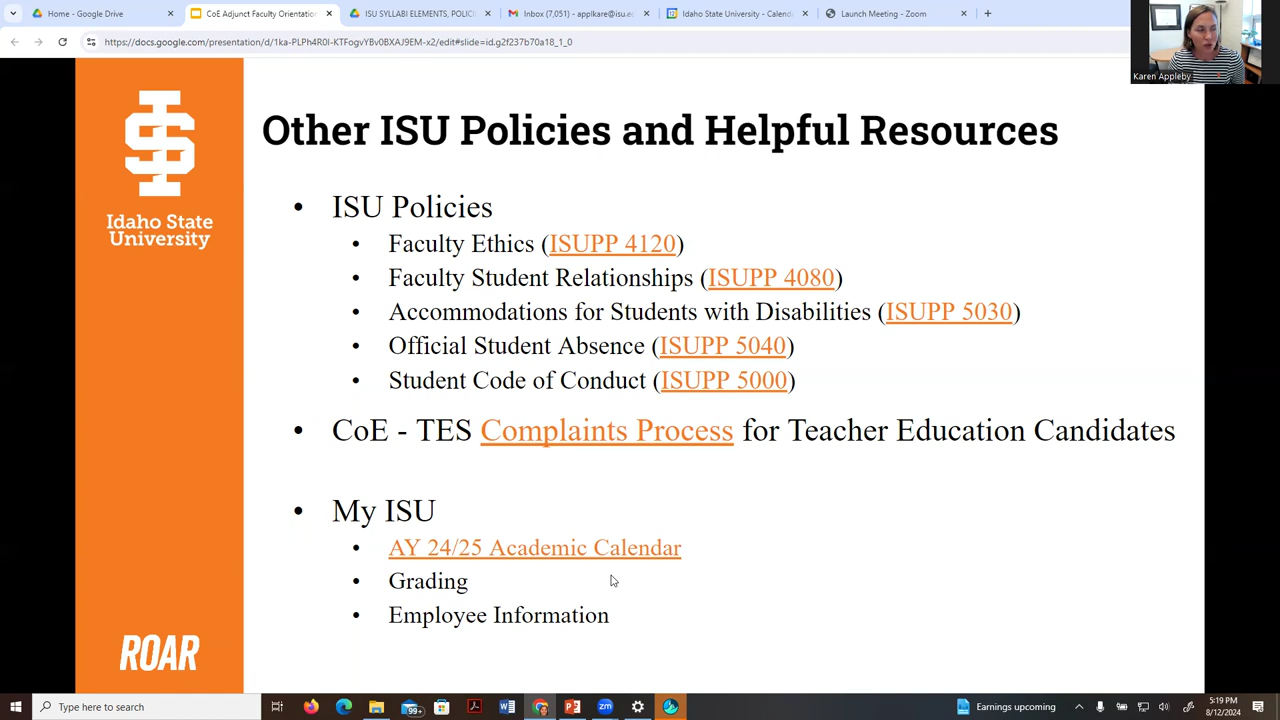 Home - Google Drive
CoE Adjunct Faculty Orientation
ISU SYLLABI ELEMENTS, POLICI
Inbox (7,051) - applkare@isu.e
Idaho State University - Calend
Launch Meeting - Zoom
https://docs.google.com/presentation/d/1ka-PLPh4R0I-KTFogvYBv0BXAJ9EM-x2/edit#slide=id.g2f237b70a18_1_0
Karen Appleby
Idaho State
University
Other ISU Policies and Helpful Resources
• ISU Policies
• Faculty Ethics (ISUPP 4120)
• Faculty Student Relationships (ISUPP 4080)
• Accommodations for Students with Disabilities (ISUPP 5030)
• Official Student Absence (ISUPP 5040)
• Student Code of Conduct (ISUPP 5000)
• CoE - TES Complaints Process for Teacher Education Candidates
• My ISU
• AY 24/25 Academic Calendar
• Grading
• Employee Information
ROAR
Type here to search
99+
zm
Earnings upcoming
5:19 PM
8/12/2024